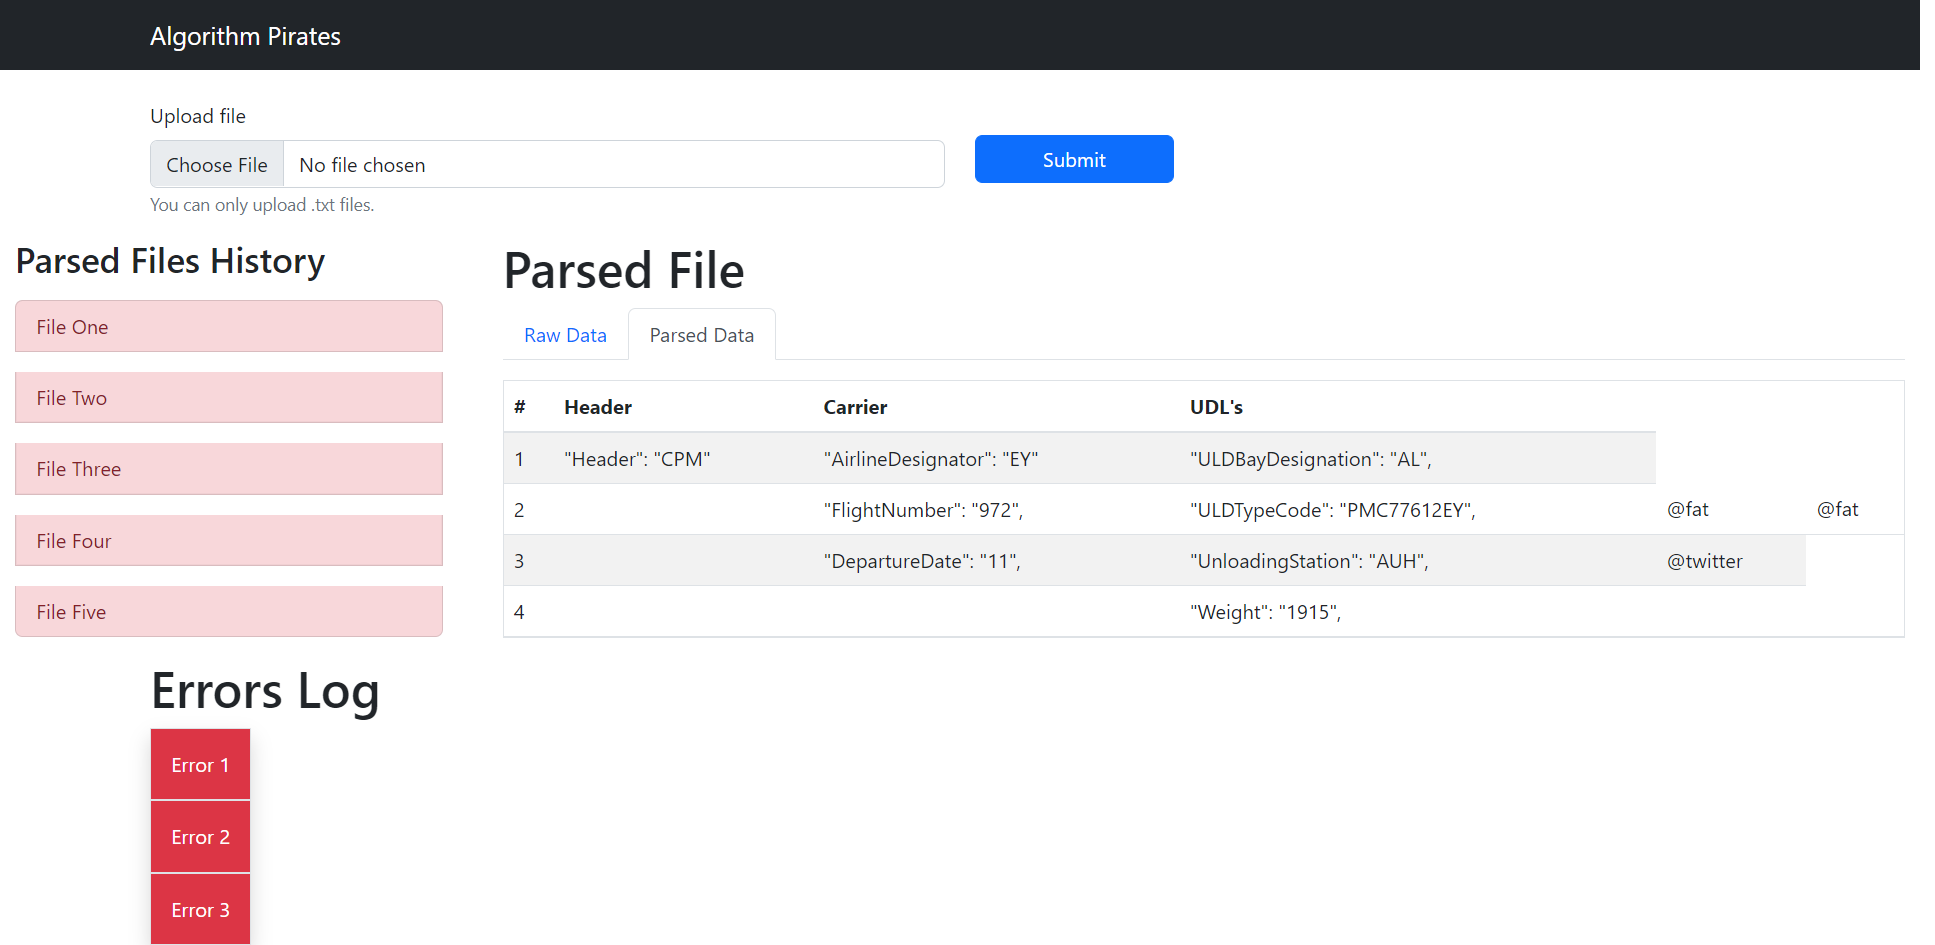 Algorithm Pirates
Upload file
Choose File No file chosen
Submit
You can only upload .txt files.
Parsed Files History
File One
File Two
File Three
File Four
File Five
Parsed File
Raw Data Parsed Data
# Header Carrier UDL's
1 "Header": "CPM" "AirlineDesignator": "EY" "ULDBayDesignation": "AL",
2 "FlightNumber": "972", "ULDTypeCode": "PMC77612EY", @fat @fat
3 "DepartureDate": "11", "UnloadingStation": "AUH", @twitter
4 "Weight": "1915",
Errors Log
Error 1
Error 2
Error 3